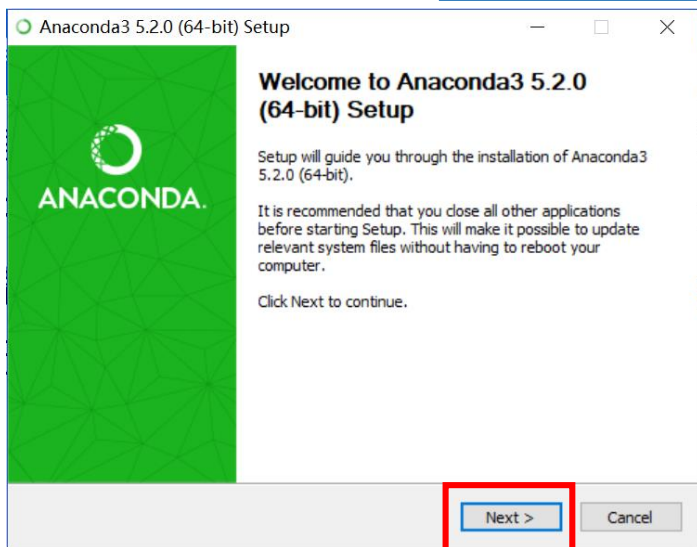 Anaconda3 5.2.0 (64-bit) Setup
Welcome to Anaconda3 5.2.0
(64-bit) Setup
Setup will guide you through the installation of Anaconda3
5.2.0 (64-bit).
It is recommended that you close all other applications
before starting Setup. This will make it possible to update
relevant system files without having to reboot your
computer.
Click Next to continue.
ANACONDA.
Next >
Cancel